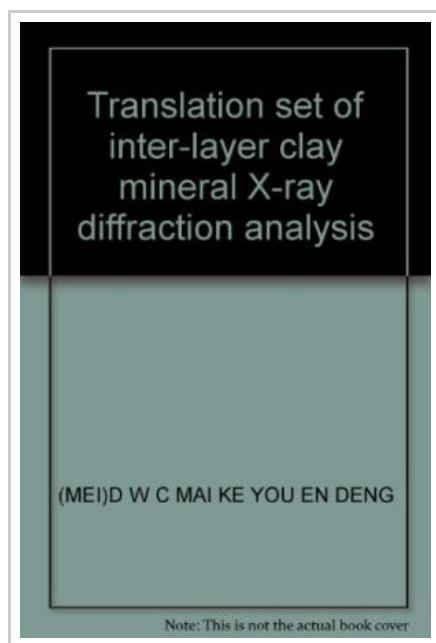 Translation set of
inter-layer clay
mineral X-ray
diffraction analysis
(MEI)D W C MAI KE YOU EN DENG
Note: This is not the actual book cover